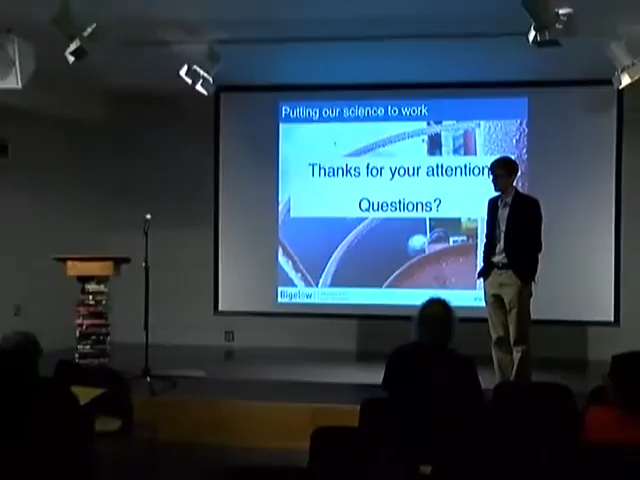 Putting our science to work
Thanks for your attention
Questions?
Bigelow